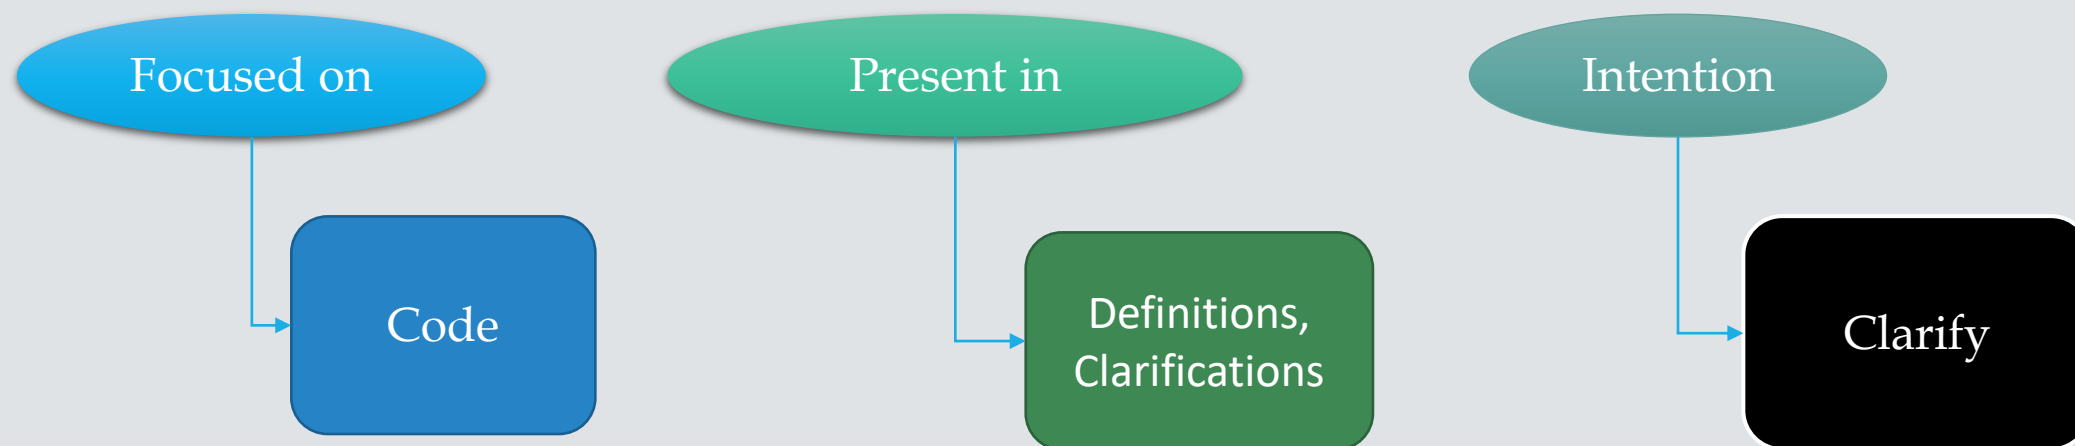 Focused on
Present in
Intention
Code
Definitions,
Clarifications
Clarify